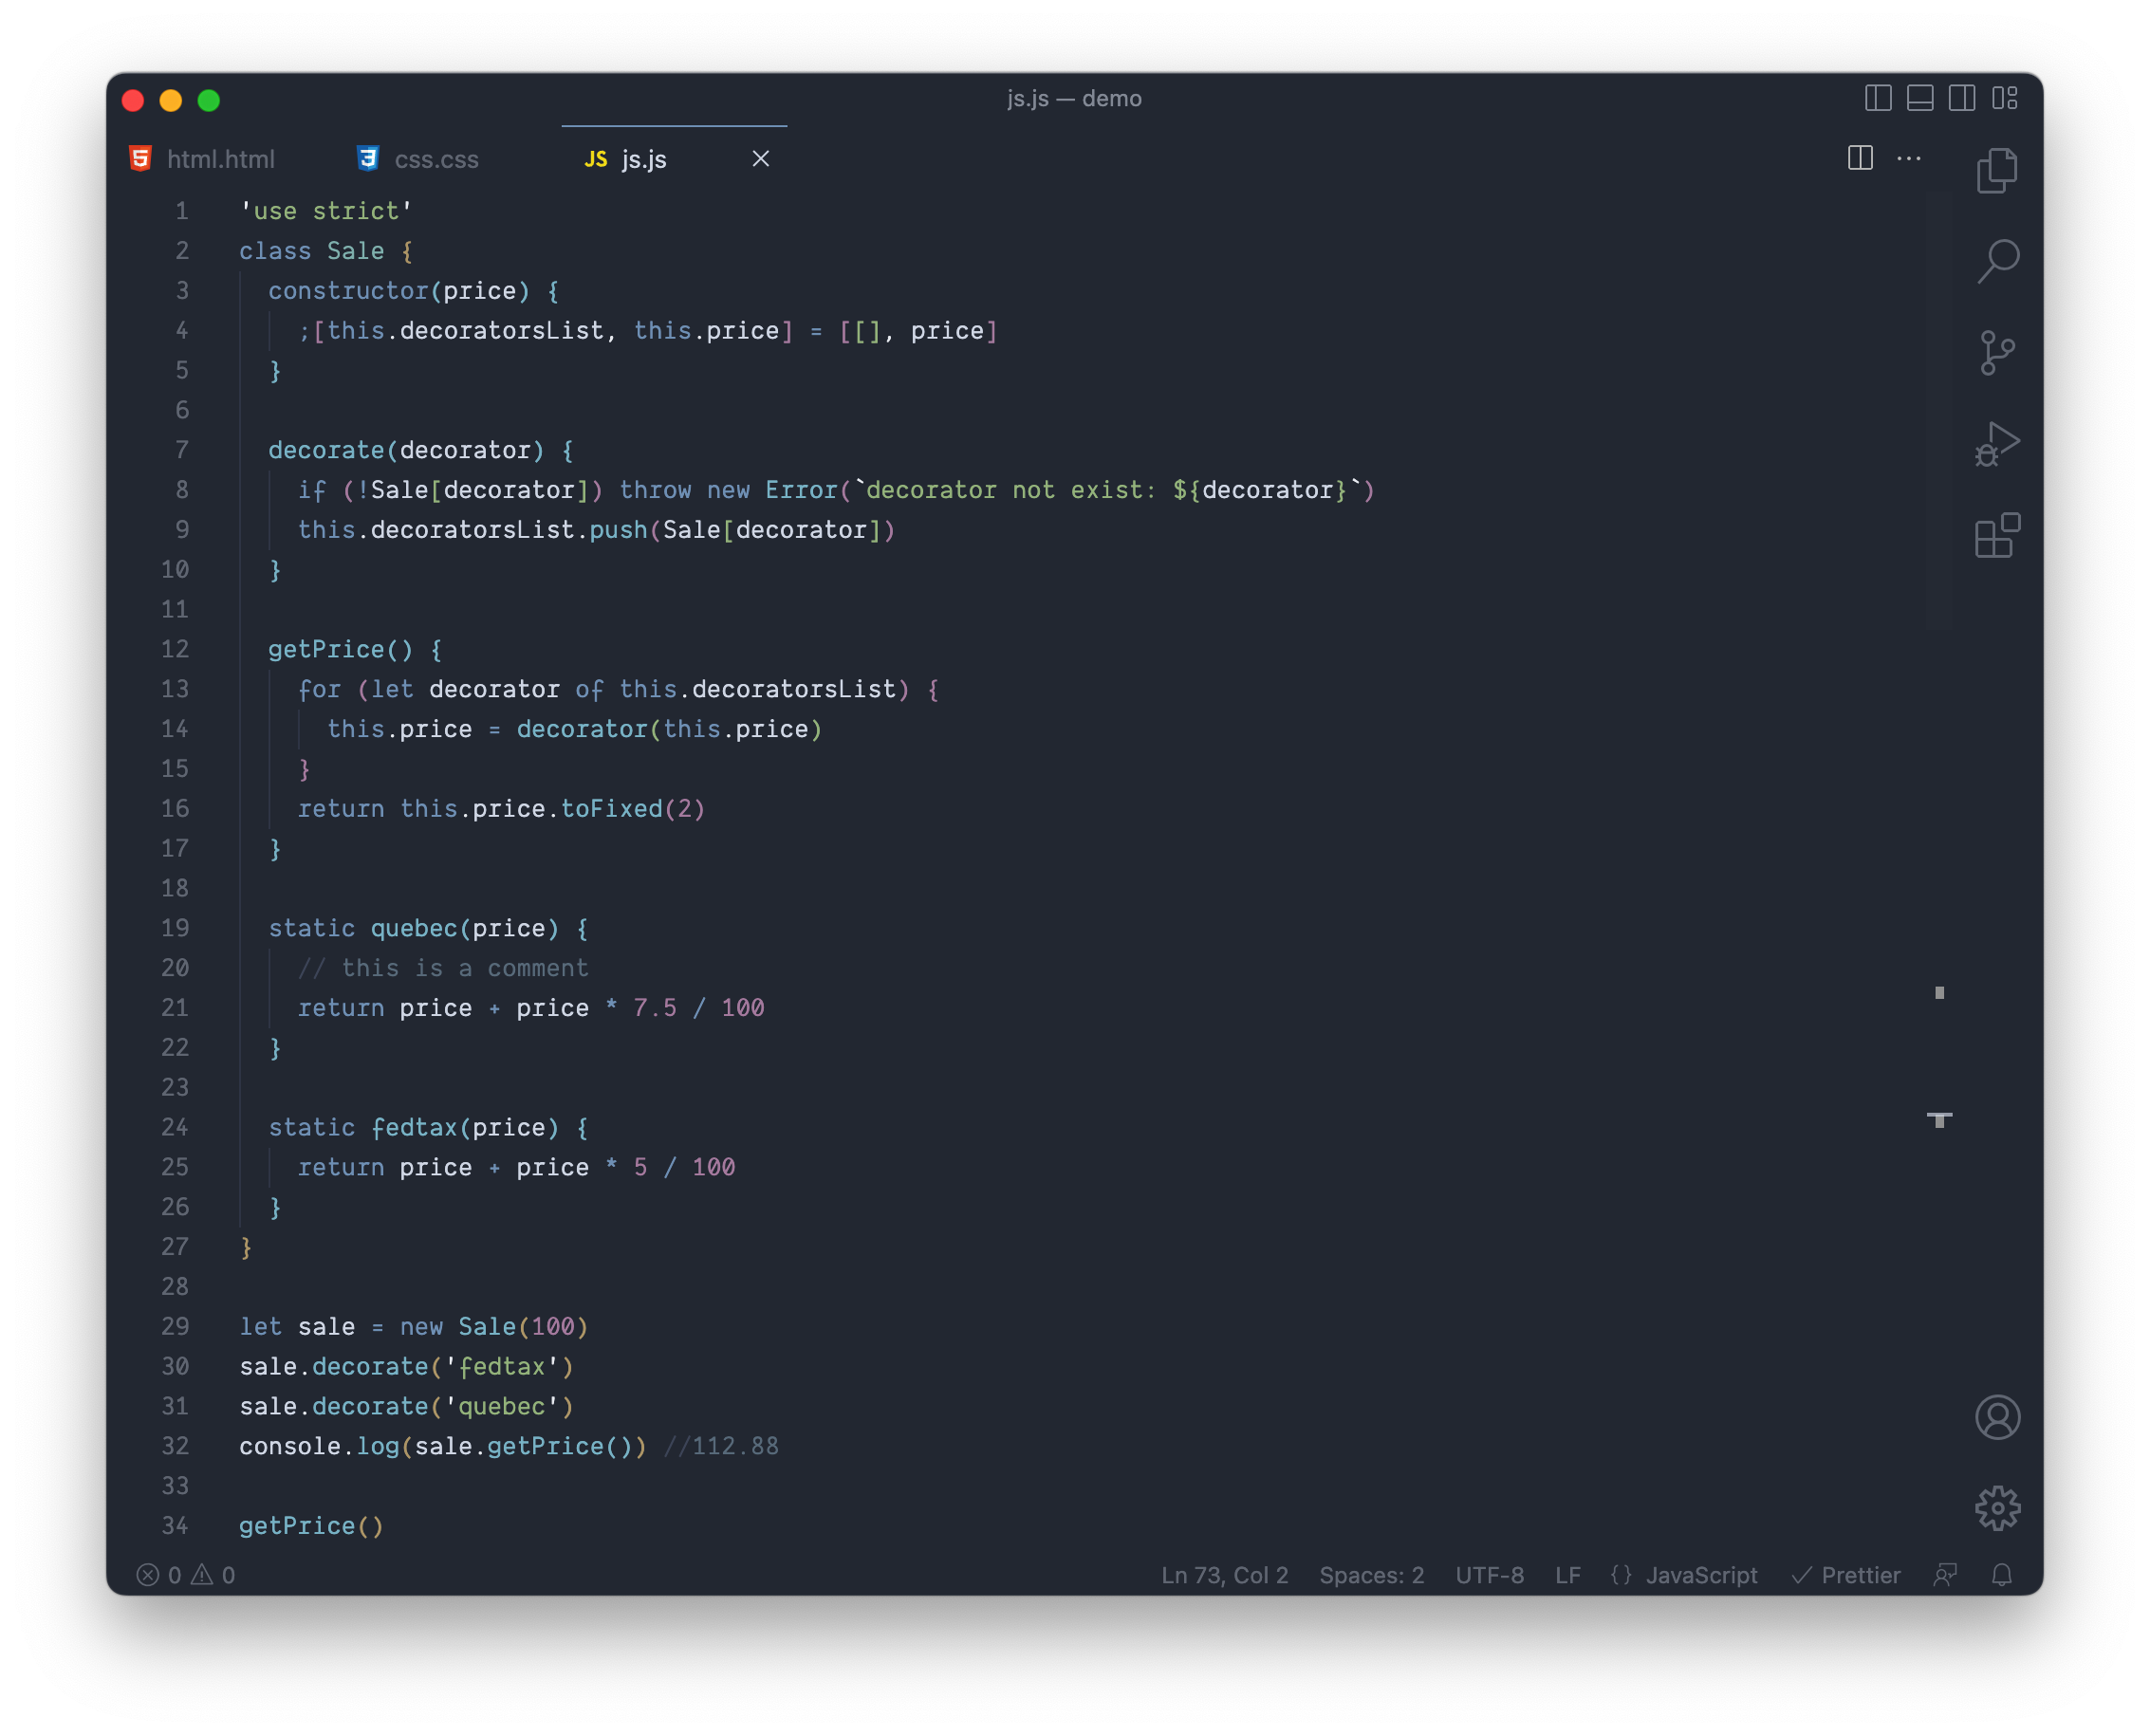 js.js — demo
html.html css.css JS js.js
1 'use strict'
2 class Sale {
3 constructor(price) {
4 ;[this.decoratorsList, this.price] = [[], price]
5 }
6
7 decorate(decorator) {
8 if (!Sale[decorator]) throw new Error(`decorator not exist: ${decorator}`)
9 this.decoratorsList.push(Sale[decorator])
10 }
11
12 getPrice() {
13 for (let decorator of this.decoratorsList) {
14 this.price = decorator(this.price)
15 }
16 return this.price.toFixed(2)
17 }
18
19 static quebec(price) {
20 // this is a comment
21 return price + price * 7.5 / 100
22 }
23
24 static fedtax(price) {
25 return price + price * 5 / 100
26 }
27 }
28
29 let sale = new Sale(100)
30 sale.decorate('fedtax')
31 sale.decorate('quebec')
32 console.log(sale.getPrice()) //112.88
33
34 getPrice()
0 0 Ln 73, Col 2 Spaces: 2 UTF-8 LF {} JavaScript Prettier